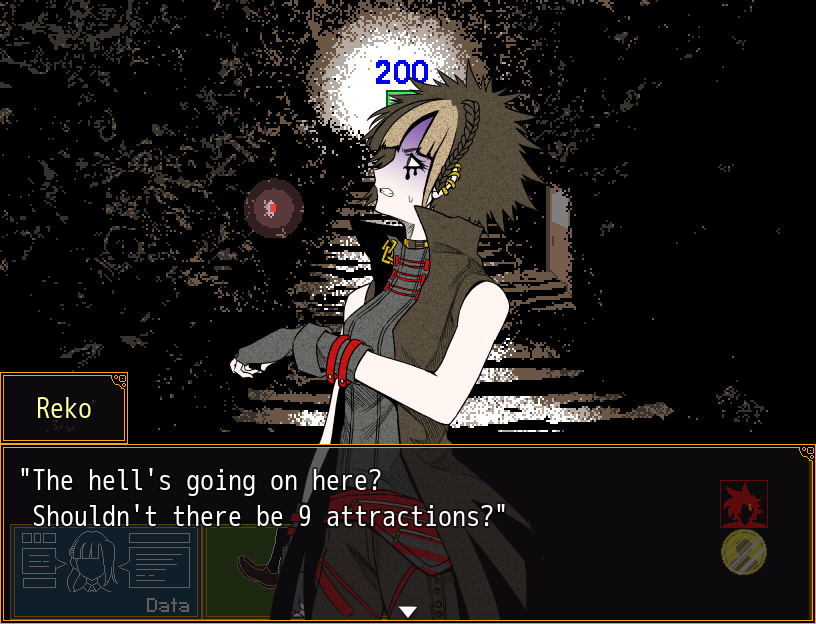 200
Reko
"The hell's going on here?
Shouldn't there be 9 attractions?"
Data